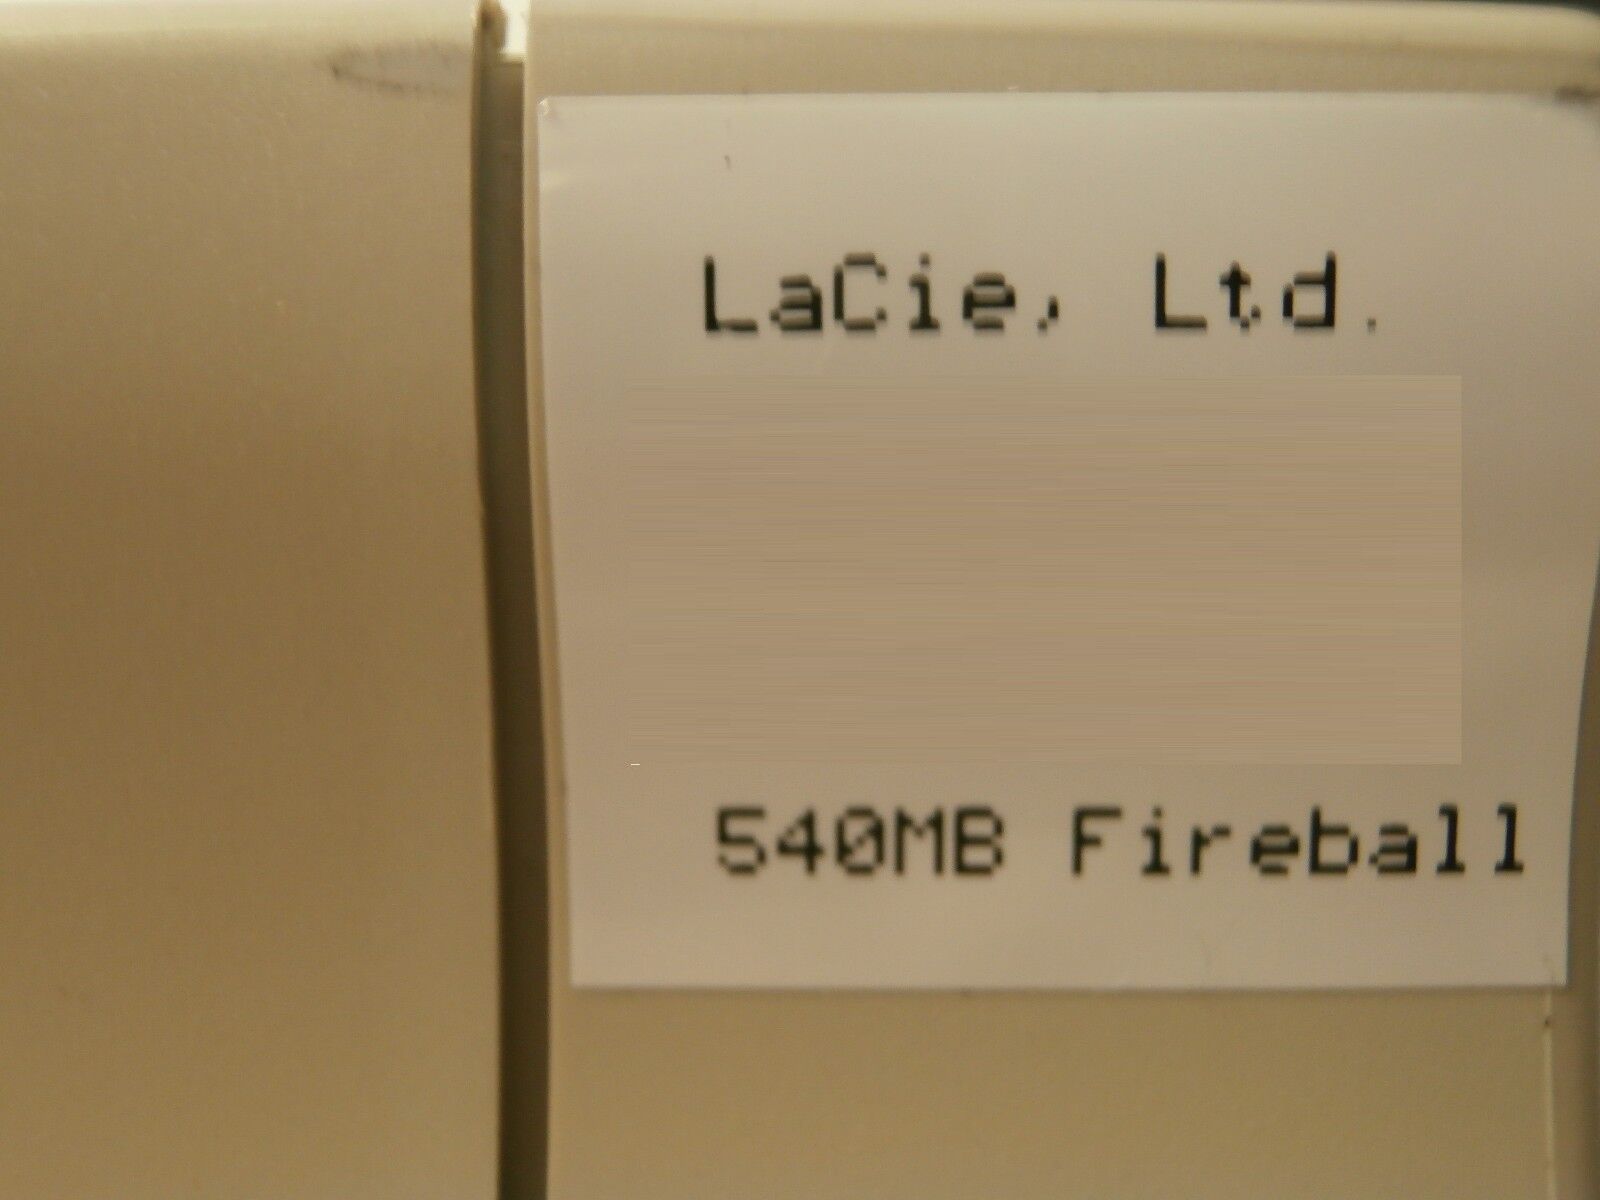 LaCie, Ltd.
540MB Fireball